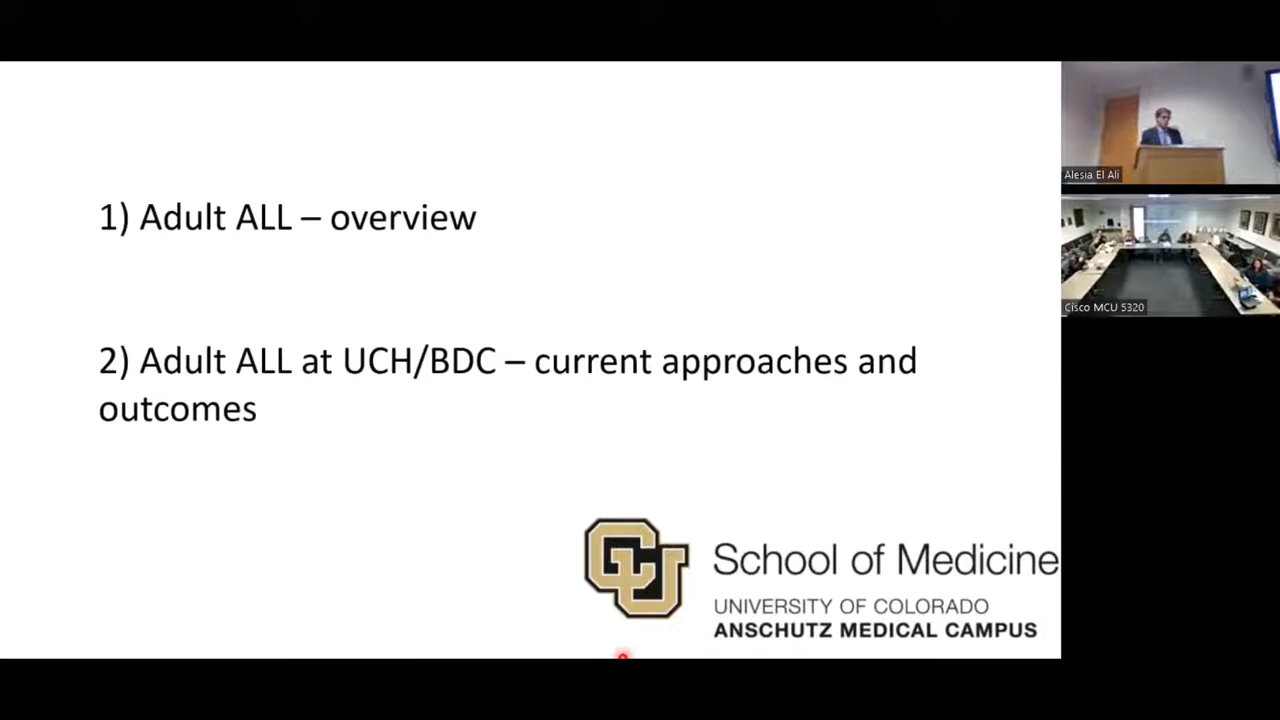 1) Adult ALL – overview
2) Adult ALL at UCH/BDC – current approaches and
outcomes
CU
School of Medicine
UNIVERSITY OF COLORADO
ANSCHUTZ MEDICAL CAMPUS
Alesia El Ali
Cisco MCU 5320